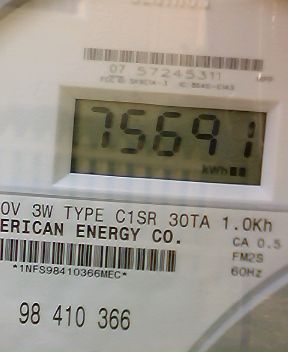 07 57245311
75691
kWh
0V 3W TYPE C1SR 30TA 1.0Kh
ERICAN ENERGY CO.
CA 0.5
FM2S
60Hz
*1NFS98410366MEC*
98 410 366